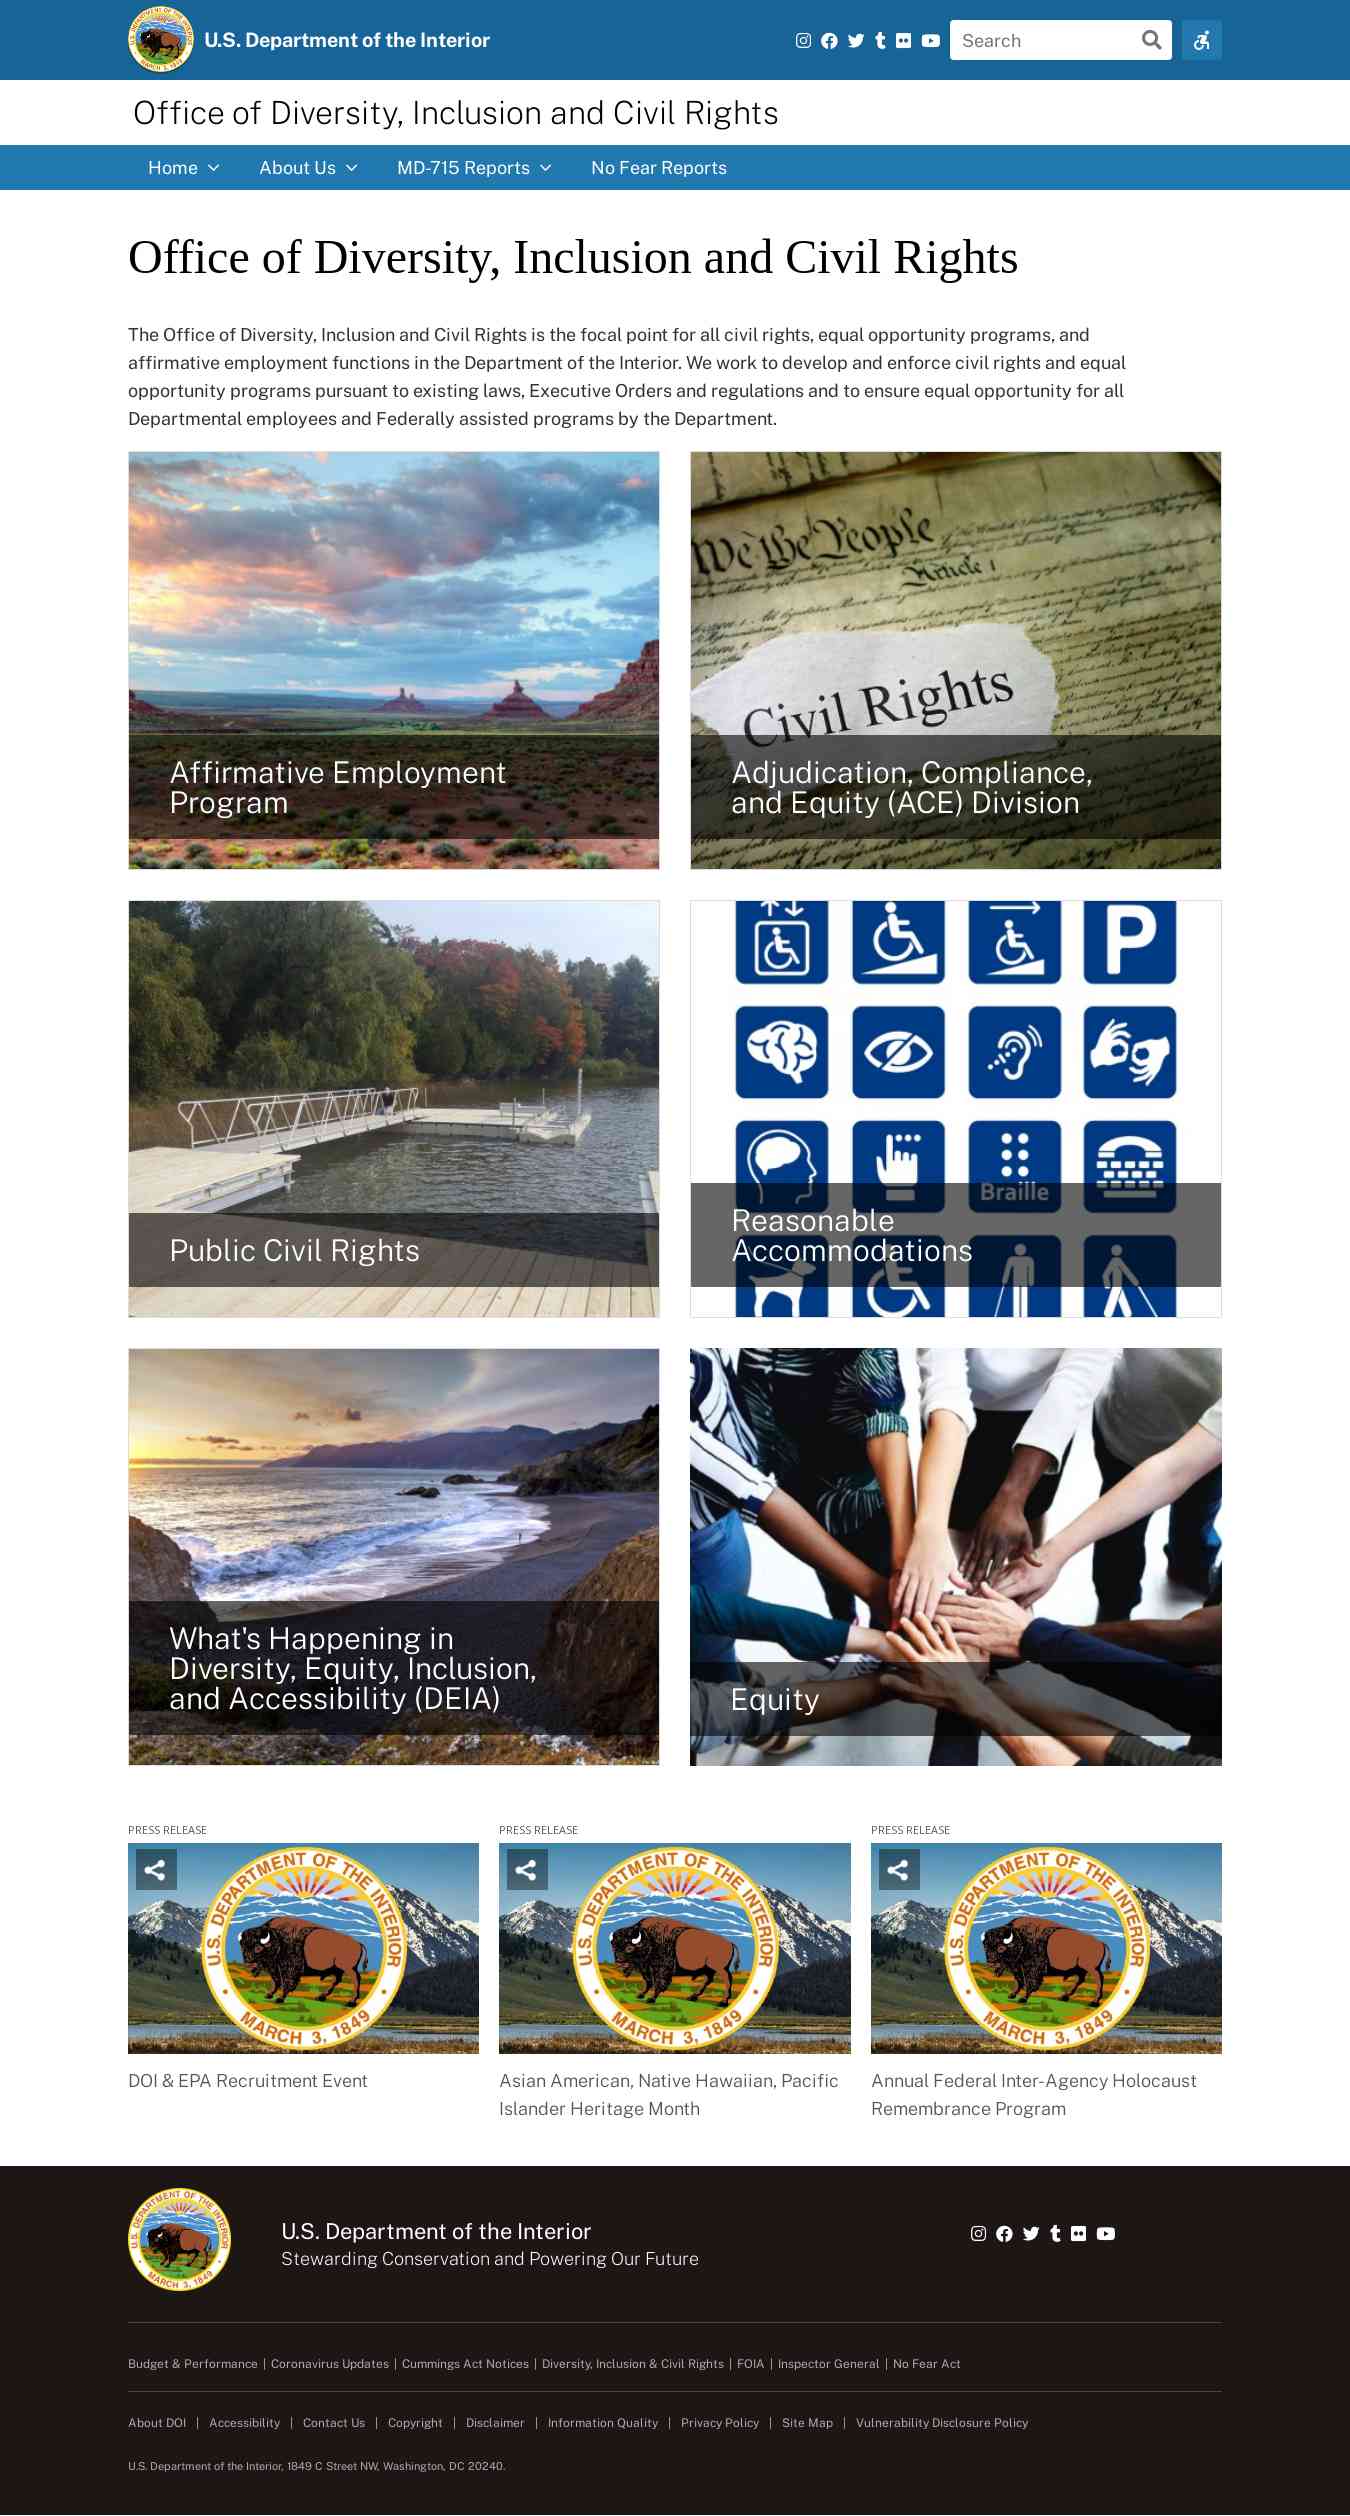 U.S. Department of the Interior
Search
Office of Diversity, Inclusion and Civil Rights
Home
About Us
MD-715 Reports
No Fear Reports
Office of Diversity, Inclusion and Civil Rights
The Office of Diversity, Inclusion and Civil Rights is the focal point for all civil rights, equal opportunity programs, and
affirmative employment functions in the Department of the Interior. We work to develop and enforce civil rights and equal
opportunity programs pursuant to existing laws, Executive Orders and regulations and to ensure equal opportunity for all
Departmental employees and Federally assisted programs by the Department.
Affirmative Employment
Program
We the People
Article 1
Civil Rights
Adjudication, Compliance,
and Equity (ACE) Division
Public Civil Rights
P
Braille
Reasonable
Accommodations
What's Happening in
Diversity, Equity, Inclusion,
and Accessibility (DEIA)
Equity
PRESS RELEASE
U.S. DEPARTMENT OF THE INTERIOR
MARCH 3, 1849
DOI & EPA Recruitment Event
PRESS RELEASE
U.S. DEPARTMENT OF THE INTERIOR
MARCH 3, 1849
Asian American, Native Hawaiian, Pacific
Islander Heritage Month
PRESS RELEASE
U.S. DEPARTMENT OF THE INTERIOR
MARCH 3, 1849
Annual Federal Inter-Agency Holocaust
Remembrance Program
U.S. DEPARTMENT OF THE INTERIOR
MARCH 3, 1849
U.S. Department of the Interior
Stewarding Conservation and Powering Our Future
Budget & Performance | Coronavirus Updates | Cummings Act Notices | Diversity, Inclusion & Civil Rights | FOIA | Inspector General | No Fear Act
About DOI | Accessibility | Contact Us | Copyright | Disclaimer | Information Quality | Privacy Policy | Site Map | Vulnerability Disclosure Policy
U.S. Department of the Interior, 1849 C Street NW, Washington, DC 20240.